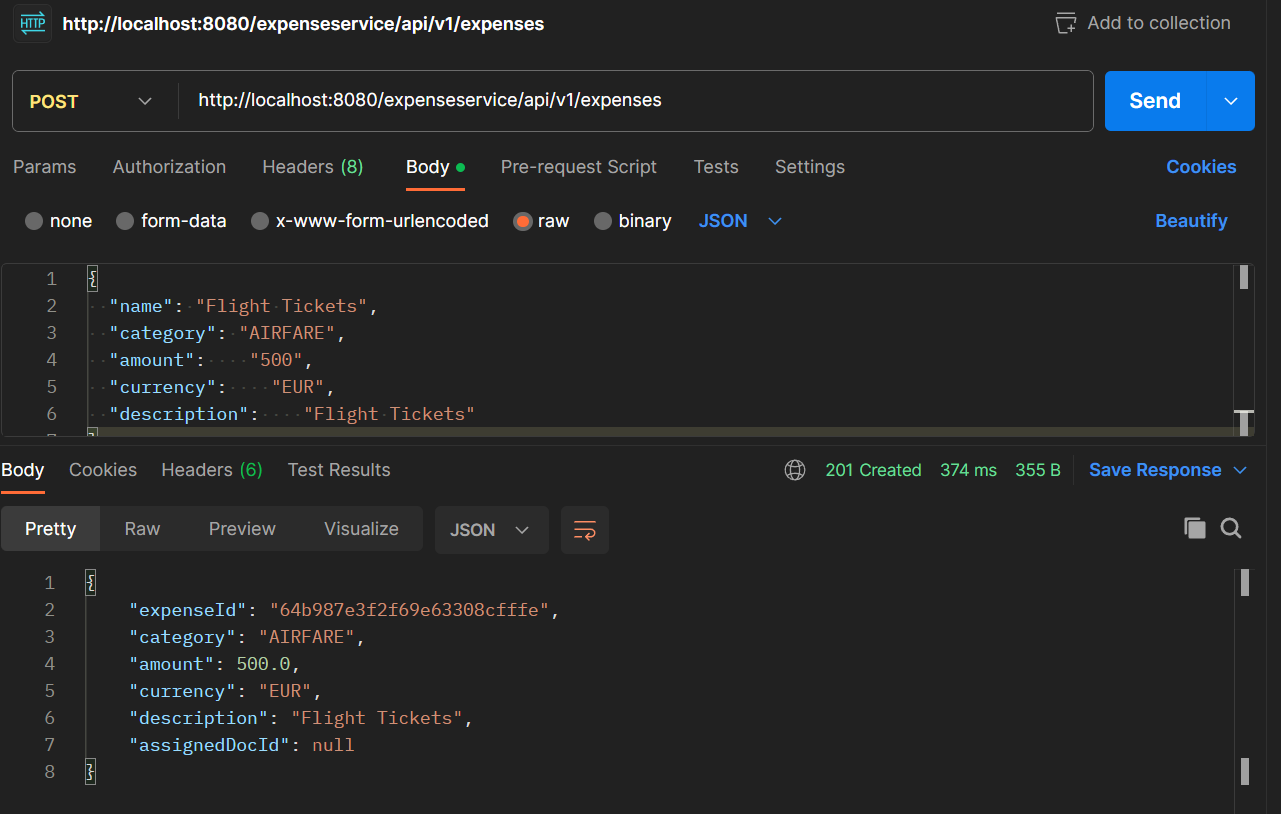 HTTP http://localhost:8080/expenseservice/api/v1/expenses Add to collection
POST http://localhost:8080/expenseservice/api/v1/expenses Send
Params Authorization Headers (8) Body Pre-request Script Tests Settings Cookies
none form-data x-www-form-urlencoded raw binary JSON Beautify
1 {
2 "name": "Flight Tickets",
3 "category": "AIRFARE",
4 "amount": "500",
5 "currency": "EUR",
6 "description": "Flight Tickets"
7 }
Body Cookies Headers (6) Test Results 201 Created 374 ms 355 B Save Response
Pretty Raw Preview Visualize JSON
1 {
2 "expenseId": "64b987e3f2f69e63308cfffe",
3 "category": "AIRFARE",
4 "amount": 500.0,
5 "currency": "EUR",
6 "description": "Flight Tickets",
7 "assignedDocId": null
8 }